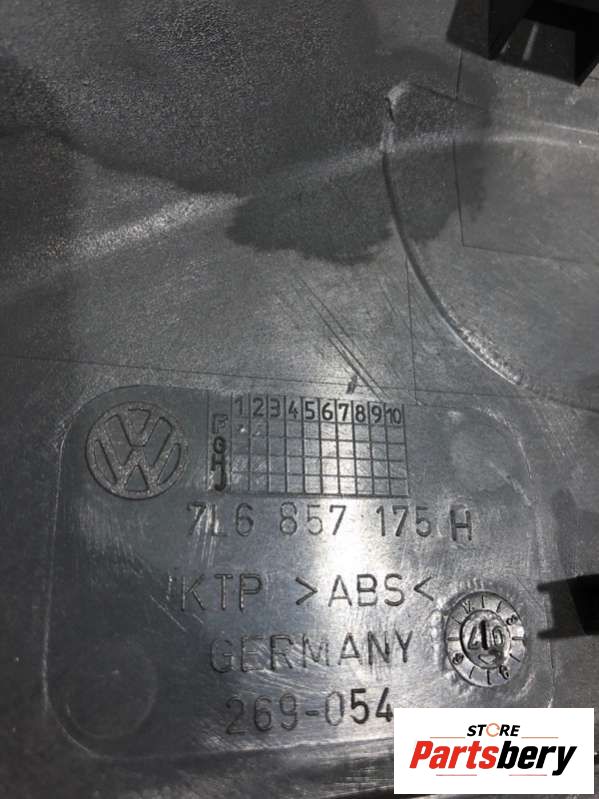 1 2 3 4 5 6 7 8 9 10
F
G
H
J
7L6 857 175 H
KTP >ABS<
GERMANY
269-054
STORE
Partsbery